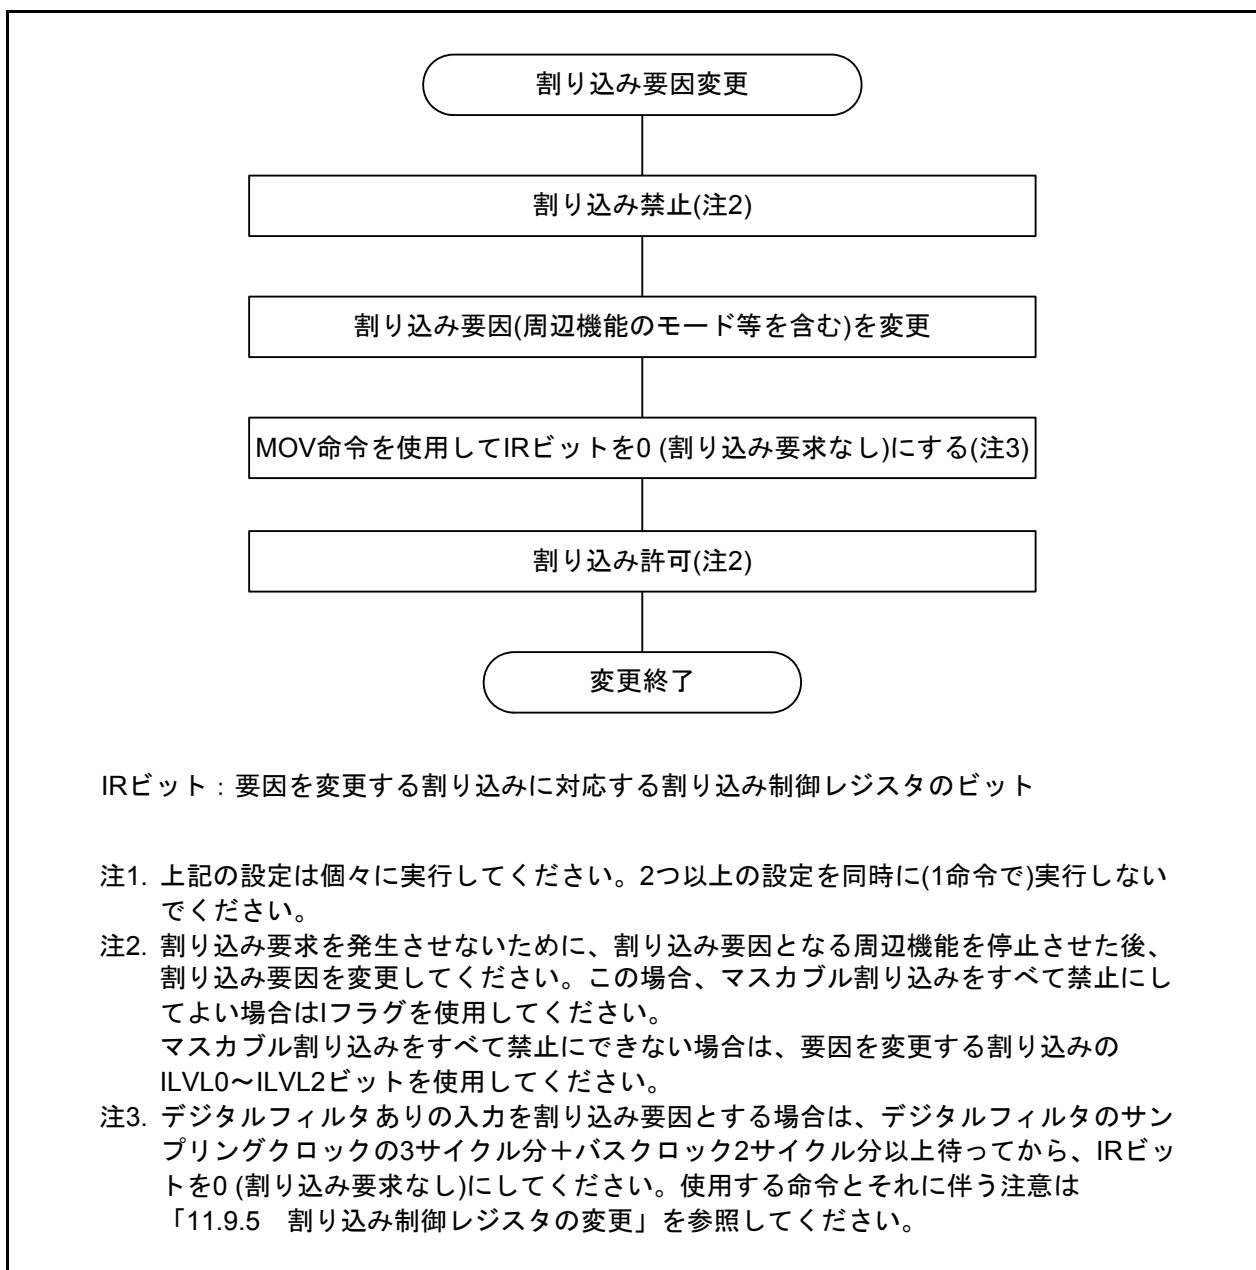 割り込み要因変更
割り込み禁止(注2)
割り込み要因(周辺機能のモード等を含む)を変更
MOV命令を使用してIRビットを0 (割り込み要求なし)にする(注3)
割り込み許可(注2)
変更終了
IRビット：要因を変更する割り込みに対応する割り込み制御レジスタのビット
注1. 上記の設定は個々に実行してください。2つ以上の設定を同時に(1命令で)実行しない
でください。
注2. 割り込み要求を発生させないために、割り込み要因となる周辺機能を停止させた後、
割り込み要因を変更してください。この場合、マスカブル割り込みをすべて禁止にし
てよい場合はIフラグを使用してください。
マスカブル割り込みをすべて禁止にできない場合は、要因を変更する割り込みの
ILVL0～ILVL2ビットを使用してください。
注3. デジタルフィルタありの入力を割り込み要因とする場合は、デジタルフィルタのサン
プリングクロックの3サイクル分＋バスクロック2サイクル分以上待ってから、IRビッ
トを0 (割り込み要求なし)にしてください。使用する命令とそれに伴う注意は
「11.9.5　割り込み制御レジスタの変更」を参照してください。